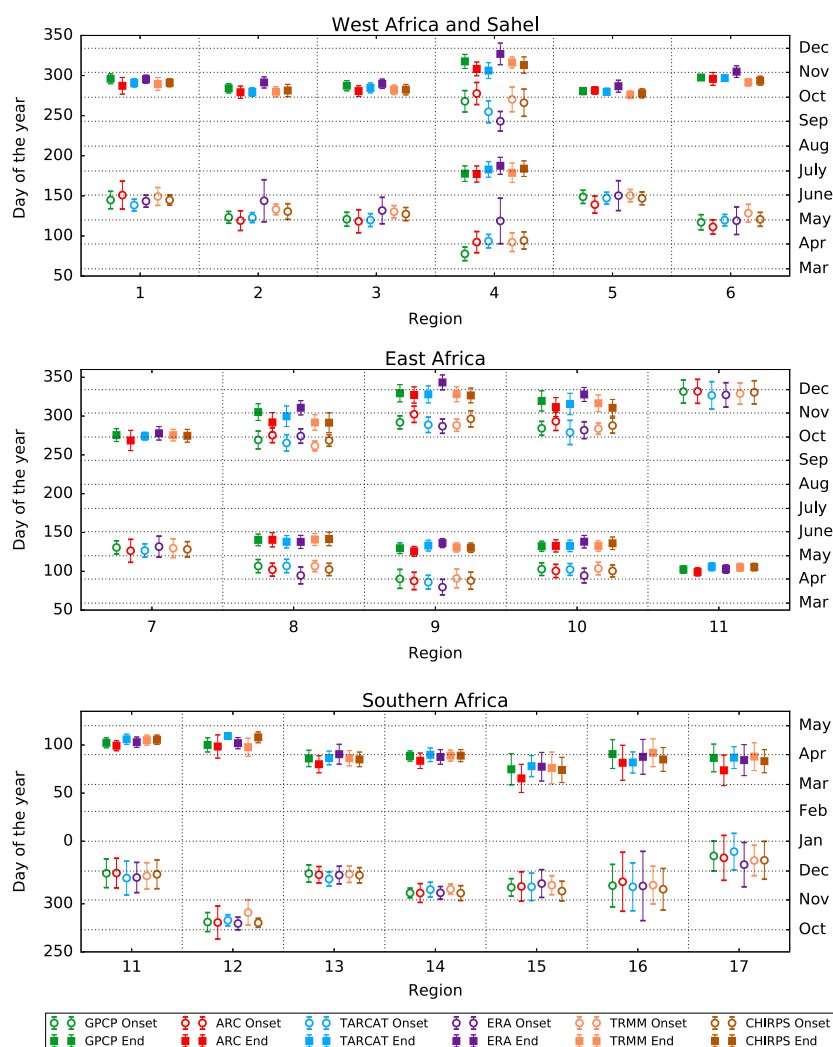 West Africa and Sahel
350
300
250
200
150
100
50
Day of the year
Dec
Nov
Oct
Sep
Aug
July
June
May
Apr
Mar
1 2 3 4 5 6
Region
East Africa
350
300
250
200
150
100
50
Day of the year
Dec
Nov
Oct
Sep
Aug
July
June
May
Apr
Mar
7 8 9 10 11
Region
Southern Africa
100
50
0
300
250
Day of the year
May
Apr
Mar
Feb
Jan
Dec
Nov
Oct
11 12 13 14 15 16 17
Region
GPCP Onset ARC Onset TARCAT Onset ERA Onset TRMM Onset CHIRPS Onset
GPCP End ARC End TARCAT End ERA End TRMM End CHIRPS End